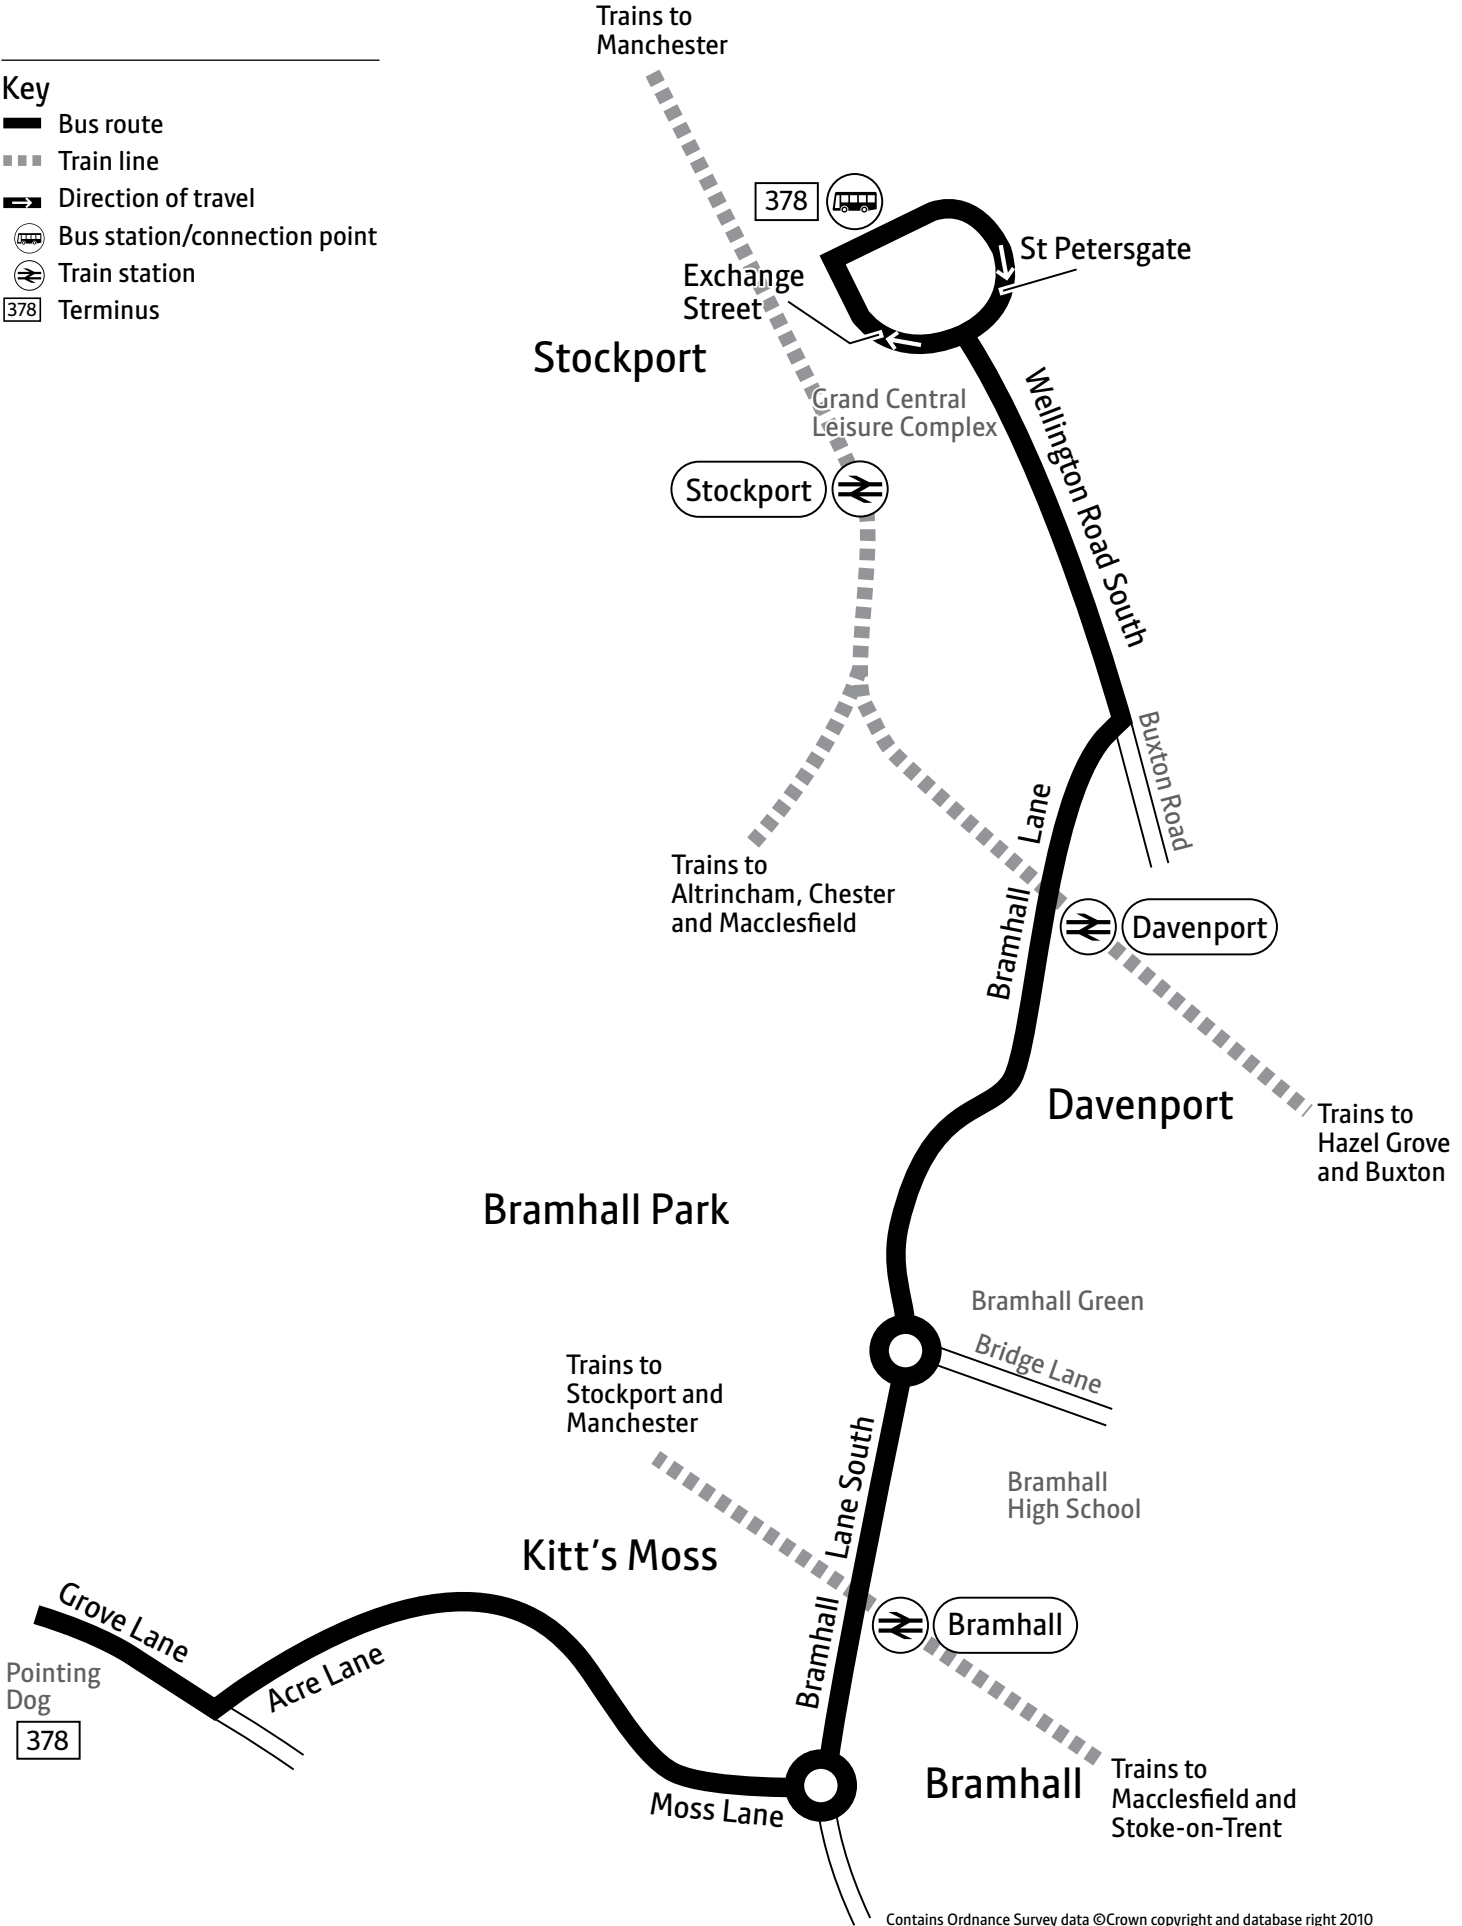 Trains to
Manchester
Key
Bus route
Train line
Direction of travel
Bus station/connection point
Train station
378 Terminus
378
St Petersgate
Exchange
Street
Stockport
Grand Central
Leisure Complex
Wellington Road South
Stockport
Buxton Road
Bramhall Lane
Trains to
Altrincham, Chester
and Macclesfield
Davenport
Davenport
Trains to
Hazel Grove
and Buxton
Bramhall Park
Bramhall Green
Bridge Lane
Trains to
Stockport and
Manchester
Bramhall Lane South
Bramhall
High School
Kitt's Moss
Grove Lane
Acre Lane
Bramhall
Pointing
Dog
378
Moss Lane
Bramhall
Trains to
Macclesfield and
Stoke-on-Trent
Contains Ordnance Survey data ©Crown copyright and database right 2010